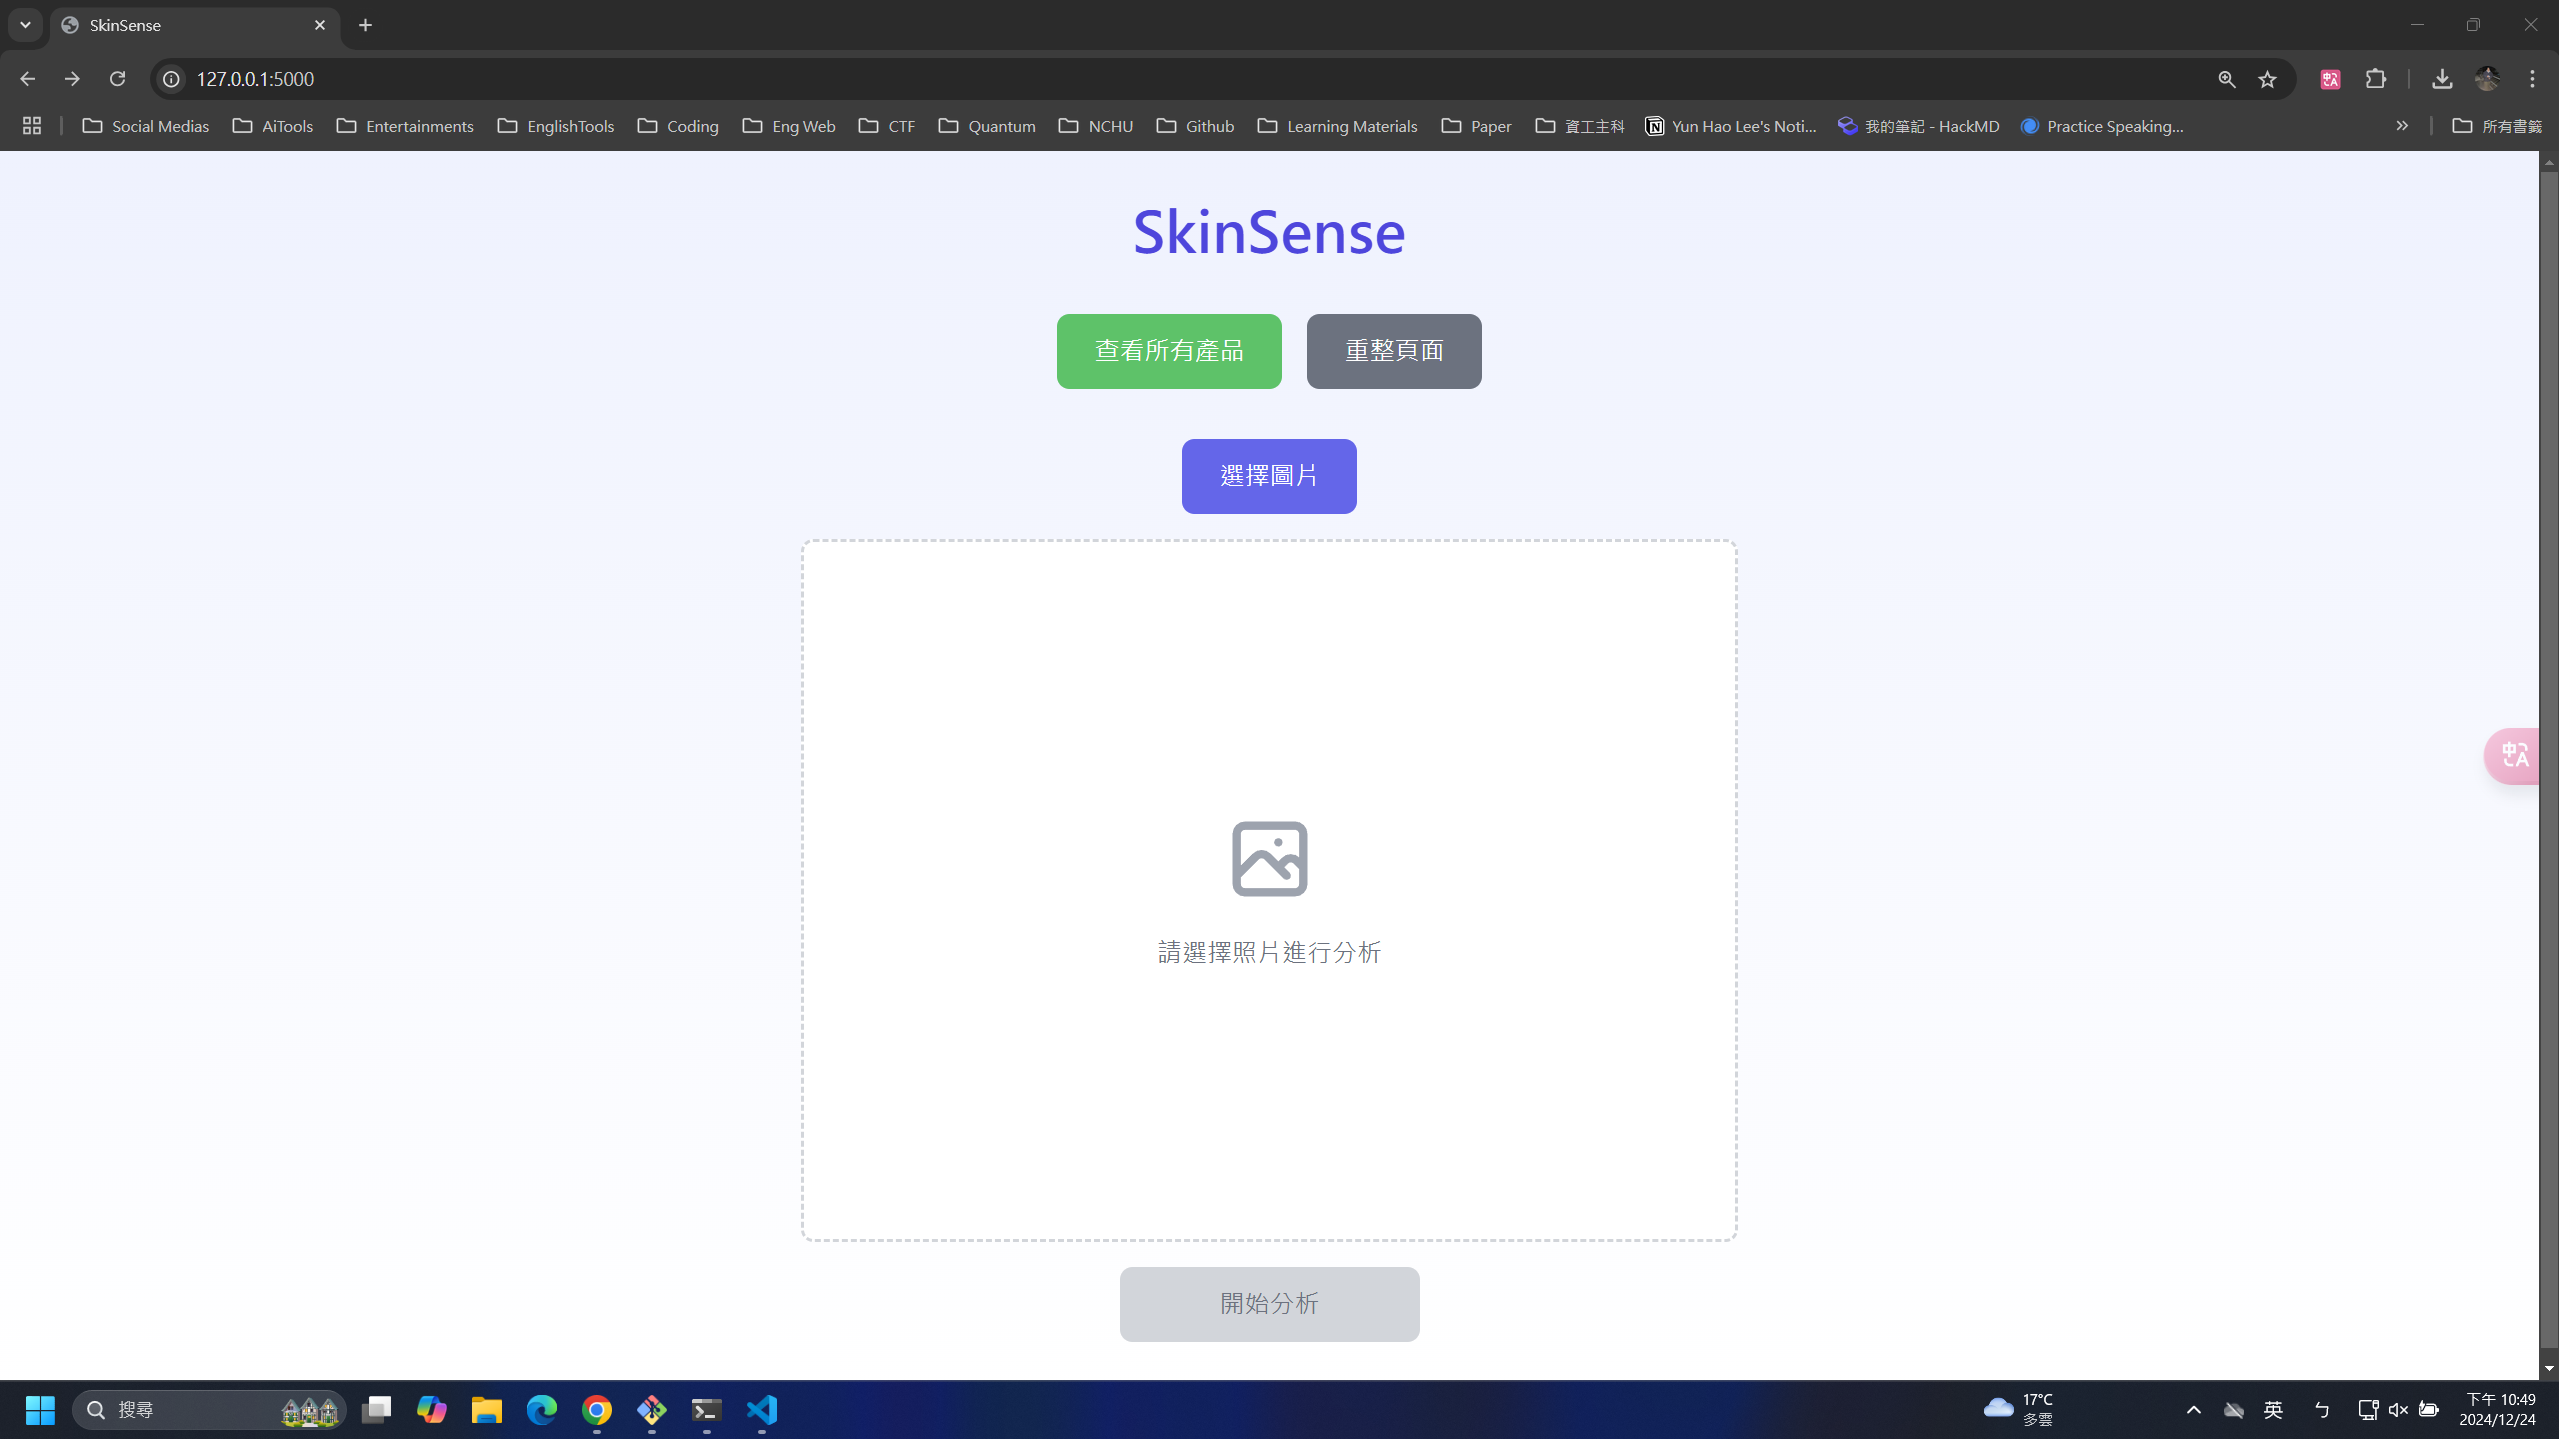 SkinSense
127.0.0.1:5000
Social Medias AiTools Entertainments EnglishTools Coding Eng Web CTF Quantum NCHU Github Learning Materials Paper 資工主科 Yun Hao Lee's Noti... 我的筆記 - HackMD Practice Speaking... 所有書籤
SkinSense
查看所有產品 重整頁面
選擇圖片
請選擇照片進行分析
開始分析
搜尋
17°C
多雲
英 ㄅ
下午 10:49
2024/12/24